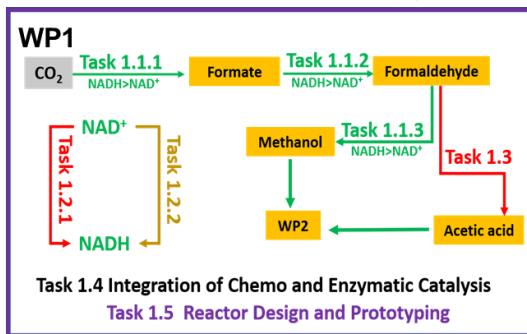 WP1
CO₂
Task 1.1.1
NADH>NAD⁺
Formate
Task 1.1.2
NADH>NAD⁺
Formaldehyde
Methanol
Task 1.1.3
NADH>NAD⁺
Task 1.3
NAD⁺
Task 1.2.1
Task 1.2.2
NADH
WP2
Acetic acid
Task 1.4 Integration of Chemo and Enzymatic Catalysis
Task 1.5 Reactor Design and Prototyping